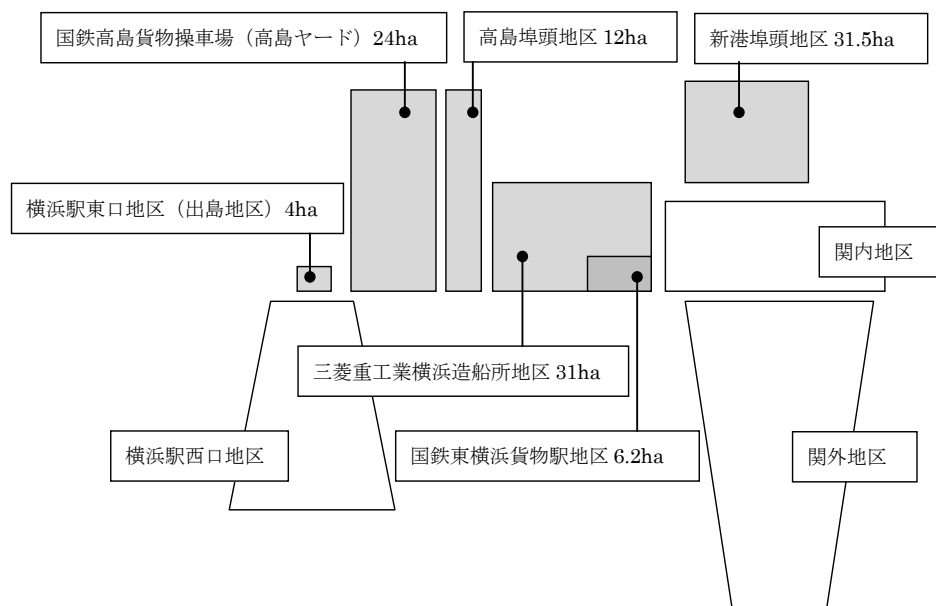 国鉄高島貨物操車場（高島ヤード）24ha
高島埠頭地区 12ha
新港埠頭地区 31.5ha
横浜駅東口地区（出島地区）4ha
関内地区
三菱重工業横浜造船所地区 31ha
横浜駅西口地区
国鉄東横浜貨物駅地区 6.2ha
関外地区